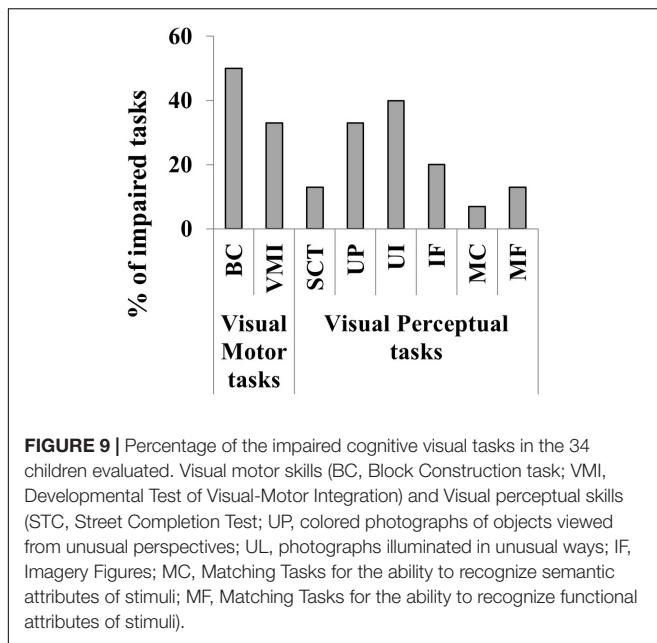 60
40
20
0
% of impaired tasks
BC
VMI
SCT
UP
UI
IF
MC
MF
Visual
Motor
tasks
Visual Perceptual
tasks
FIGURE 9 | Percentage of the impaired cognitive visual tasks in the 34
children evaluated. Visual motor skills (BC, Block Construction task; VMI,
Developmental Test of Visual-Motor Integration) and Visual perceptual skills
(STC, Street Completion Test; UP, colored photographs of objects viewed
from unusual perspectives; UL, photographs illuminated in unusual ways; IF,
Imagery Figures; MC, Matching Tasks for the ability to recognize semantic
attributes of stimuli; MF, Matching Tasks for the ability to recognize functional
attributes of stimuli).